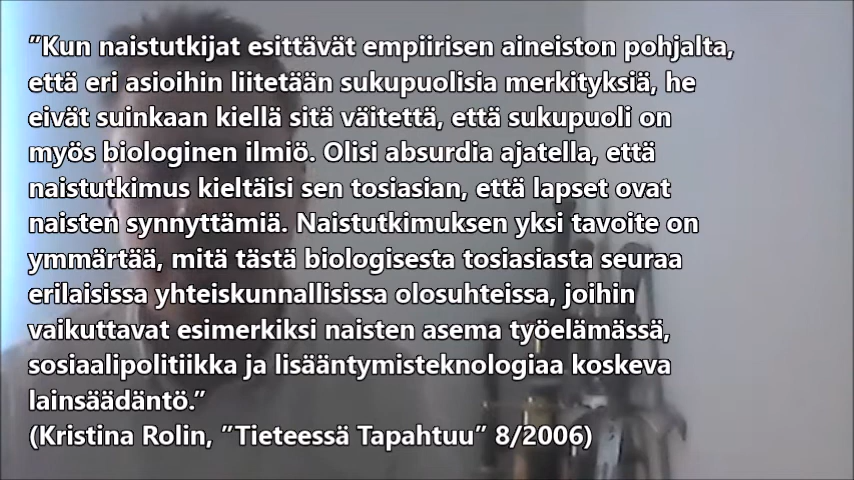 ”Kun naistutkijat esittävät empiirisen aineiston pohjalta,
että eri asioihin liitetään sukupuolisia merkityksiä, he
eivät suinkaan kiellä sitä väitettä, että sukupuoli on
myös biologinen ilmiö. Olisi absurdia ajatella, että
naistutkimus kieltäisi sen tosiasian, että lapset ovat
naisten synnyttämiä. Naistutkimuksen yksi tavoite on
ymmärtää, mitä tästä biologisesta tosiasiasta seuraa
erilaisissa yhteiskunnallisissa olosuhteissa, joihin
vaikuttavat esimerkiksi naisten asema työelämässä,
sosiaalipolitiikka ja lisääntymisteknologiaa koskeva
lainsäädäntö.”
(Kristina Rolin, ”Tieteessä Tapahtuu” 8/2006)